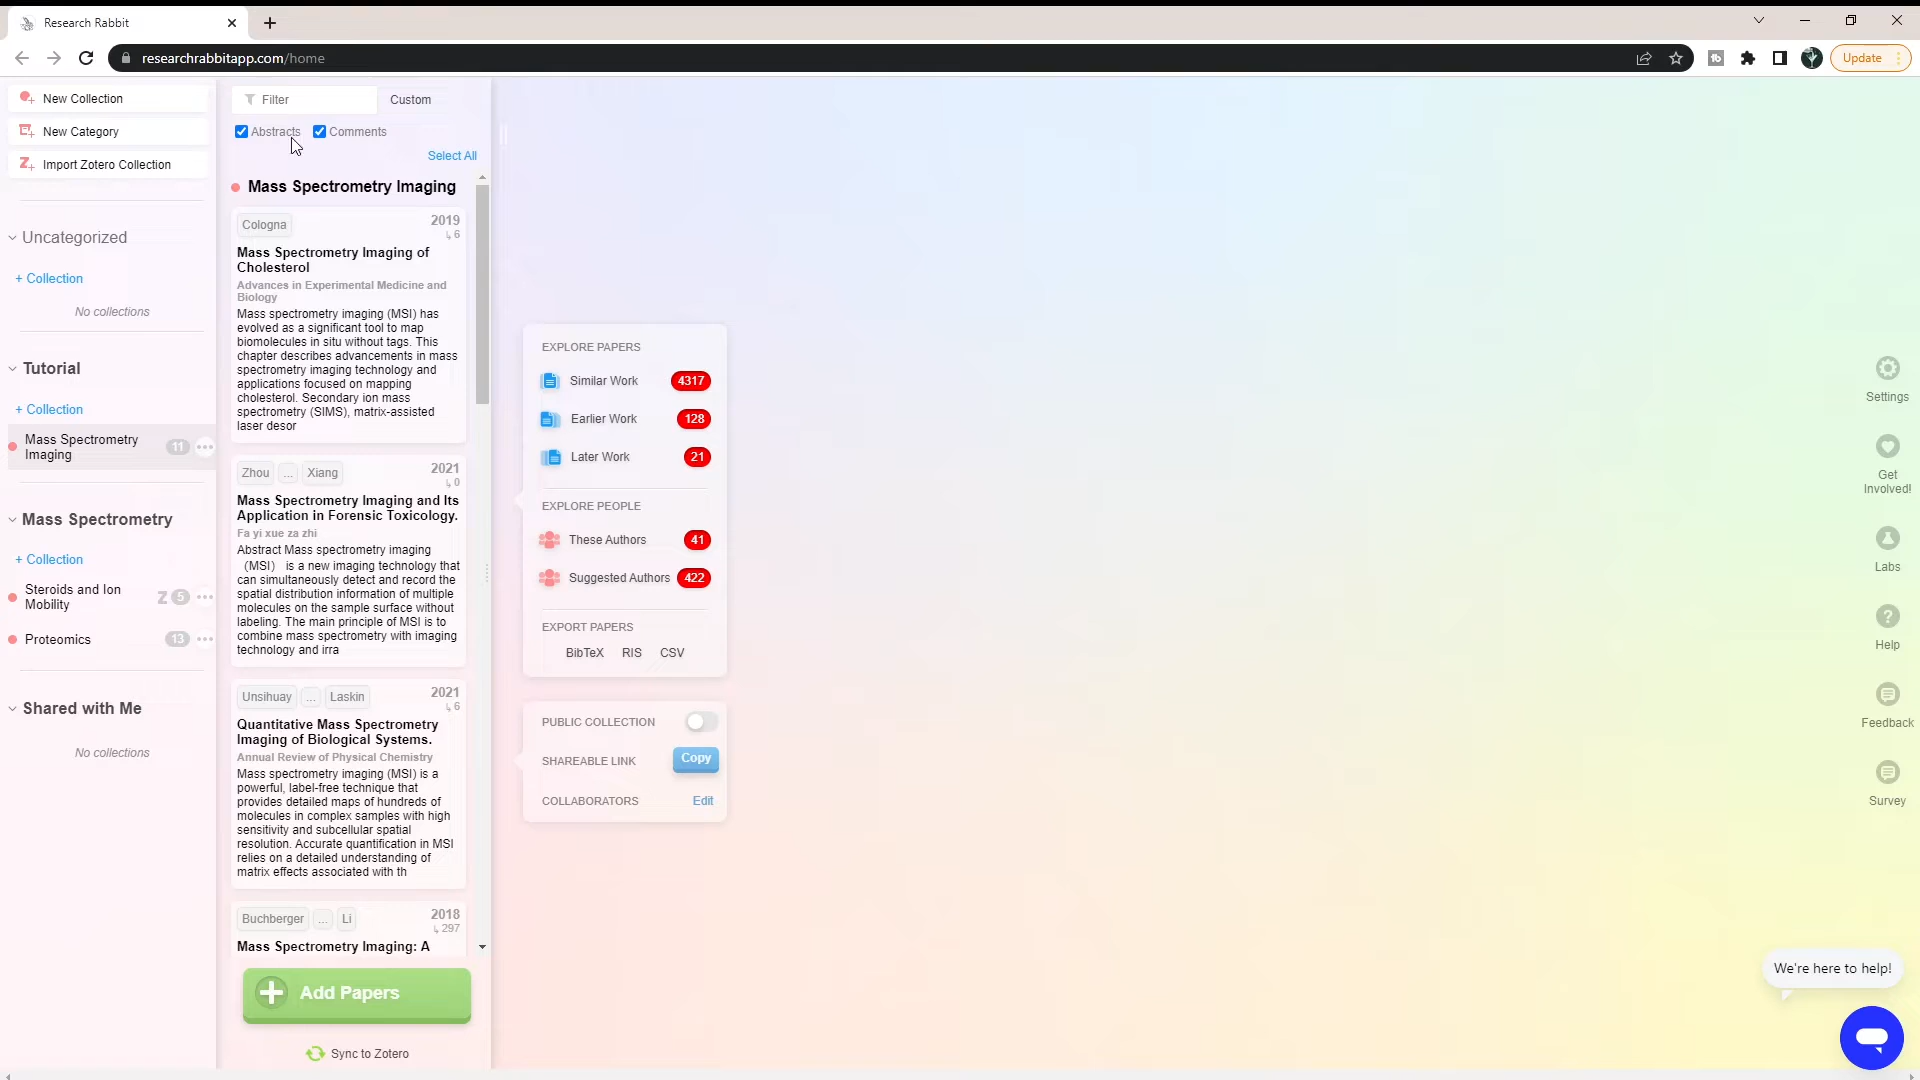 Research Rabbit
researchrabbitapp.com/home
Update
New Collection
New Category
Z+ Import Zotero Collection
Uncategorized
+ Collection
No collections
Tutorial
+ Collection
Mass Spectrometry
Imaging
11
Mass Spectrometry
+ Collection
Steroids and Ion
Mobility
Z 5
Proteomics 13
Shared with Me
No collections
Filter Custom
Abstracts Comments
Select All
Mass Spectrometry Imaging
Cologna 2019
6
Mass Spectrometry Imaging of
Cholesterol
Advances in Experimental Medicine and
Biology
Mass spectrometry imaging (MSI) has
evolved as a significant tool to map
biomolecules in situ without tags. This
chapter describes advancements in mass
spectrometry imaging technology and
applications focused on mapping
cholesterol. Secondary ion mass
spectrometry (SIMS), matrix-assisted
laser desor
Zhou ... Xiang 2021
0
Mass Spectrometry Imaging and Its
Application in Forensic Toxicology.
Fa yi xue za zhi
Abstract Mass spectrometry imaging
（MSI） is a new imaging technology that
can simultaneously detect and record the
spatial distribution information of multiple
molecules on the sample surface without
labeling. The main principle of MSI is to
combine mass spectrometry with imaging
technology and irra
Unsihuay ... Laskin 2021
6
Quantitative Mass Spectrometry
Imaging of Biological Systems.
Annual Review of Physical Chemistry
Mass spectrometry imaging (MSI) is a
powerful, label-free technique that
provides detailed maps of hundreds of
molecules in complex samples with high
sensitivity and subcellular spatial
resolution. Accurate quantification in MSI
relies on a detailed understanding of
matrix effects associated with th
Buchberger ... Li 2018
297
Mass Spectrometry Imaging: A
Add Papers
Sync to Zotero
EXPLORE PAPERS
Similar Work 4317
Earlier Work 128
Later Work 21
EXPLORE PEOPLE
These Authors 41
Suggested Authors 422
EXPORT PAPERS
BibTeX RIS CSV
PUBLIC COLLECTION
SHAREABLE LINK Copy
COLLABORATORS Edit
Settings
Get
Involved!
Labs
Help
Feedback
Survey
We're here to help!